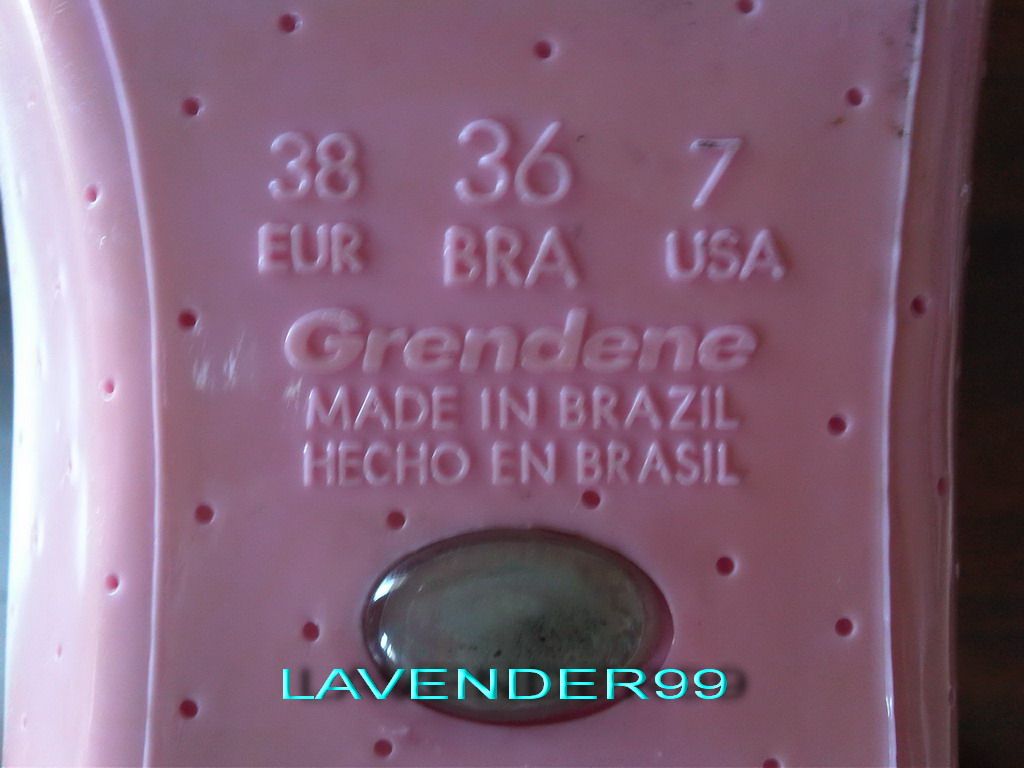 38 36 7
EUR BRA USA
Grendene
MADE IN BRAZIL
HECHO EN BRASIL
LAVENDER99